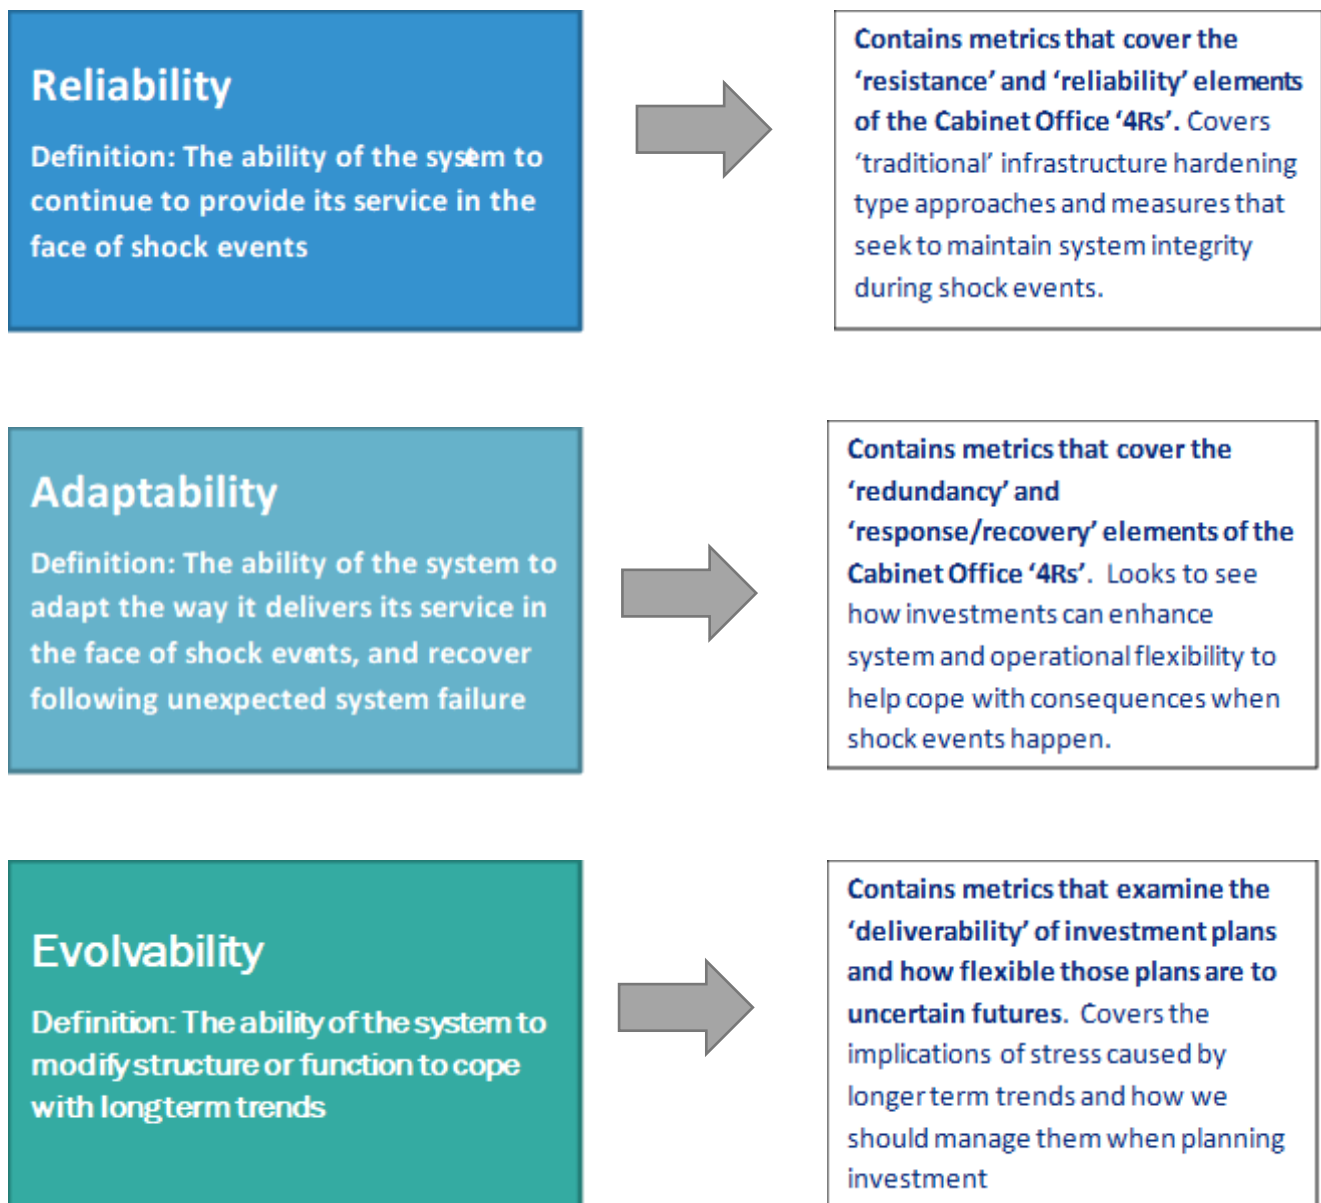 Reliability
Definition: The ability of the system to
continue to provide its service in the
face of shock events
Contains metrics that cover the
‘resistance’ and ‘reliability’ elements
of the Cabinet Office ‘4Rs’. Covers
‘traditional’ infrastructure hardening
type approaches and measures that
seek to maintain system integrity
during shock events.
Adaptability
Definition: The ability of the system to
adapt the way it delivers its service in
the face of shock events, and recover
following unexpected system failure
Contains metrics that cover the
‘redundancy’ and
‘response/recovery’ elements of the
Cabinet Office ‘4Rs’. Looks to see
how investments can enhance
system and operational flexibility to
help cope with consequences when
shock events happen.
Evolvability
Definition: The ability of the system to
modify structure or function to cope
with long term trends
Contains metrics that examine the
‘deliverability’ of investment plans
and how flexible those plans are to
uncertain futures. Covers the
implications of stress caused by
longer term trends and how we
should manage them when planning
investment